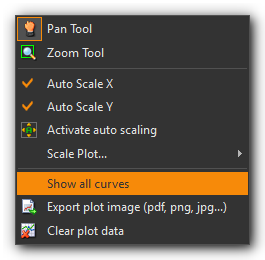 Pan Tool
Zoom Tool
Auto Scale X
Auto Scale Y
Activate auto scaling
Scale Plot...
Show all curves
Export plot image (pdf, png, jpg...)
Clear plot data